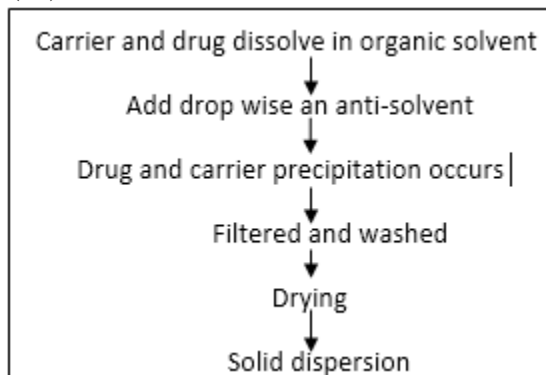 Carrier and drug dissolve in organic solvent
Add drop wise an anti-solvent
Drug and carrier precipitation occurs
Filtered and washed
Drying
Solid dispersion